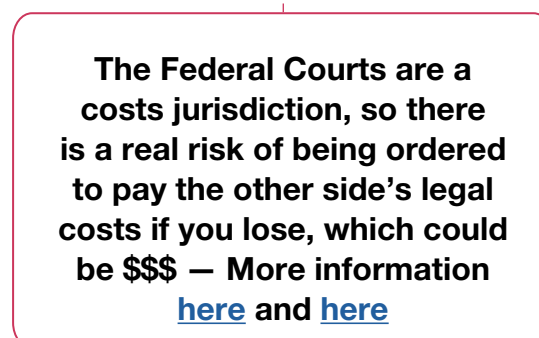 The Federal Courts are a
costs jurisdiction, so there
is a real risk of being ordered
to pay the other side’s legal
costs if you lose, which could
be $$$ — More information
here and here